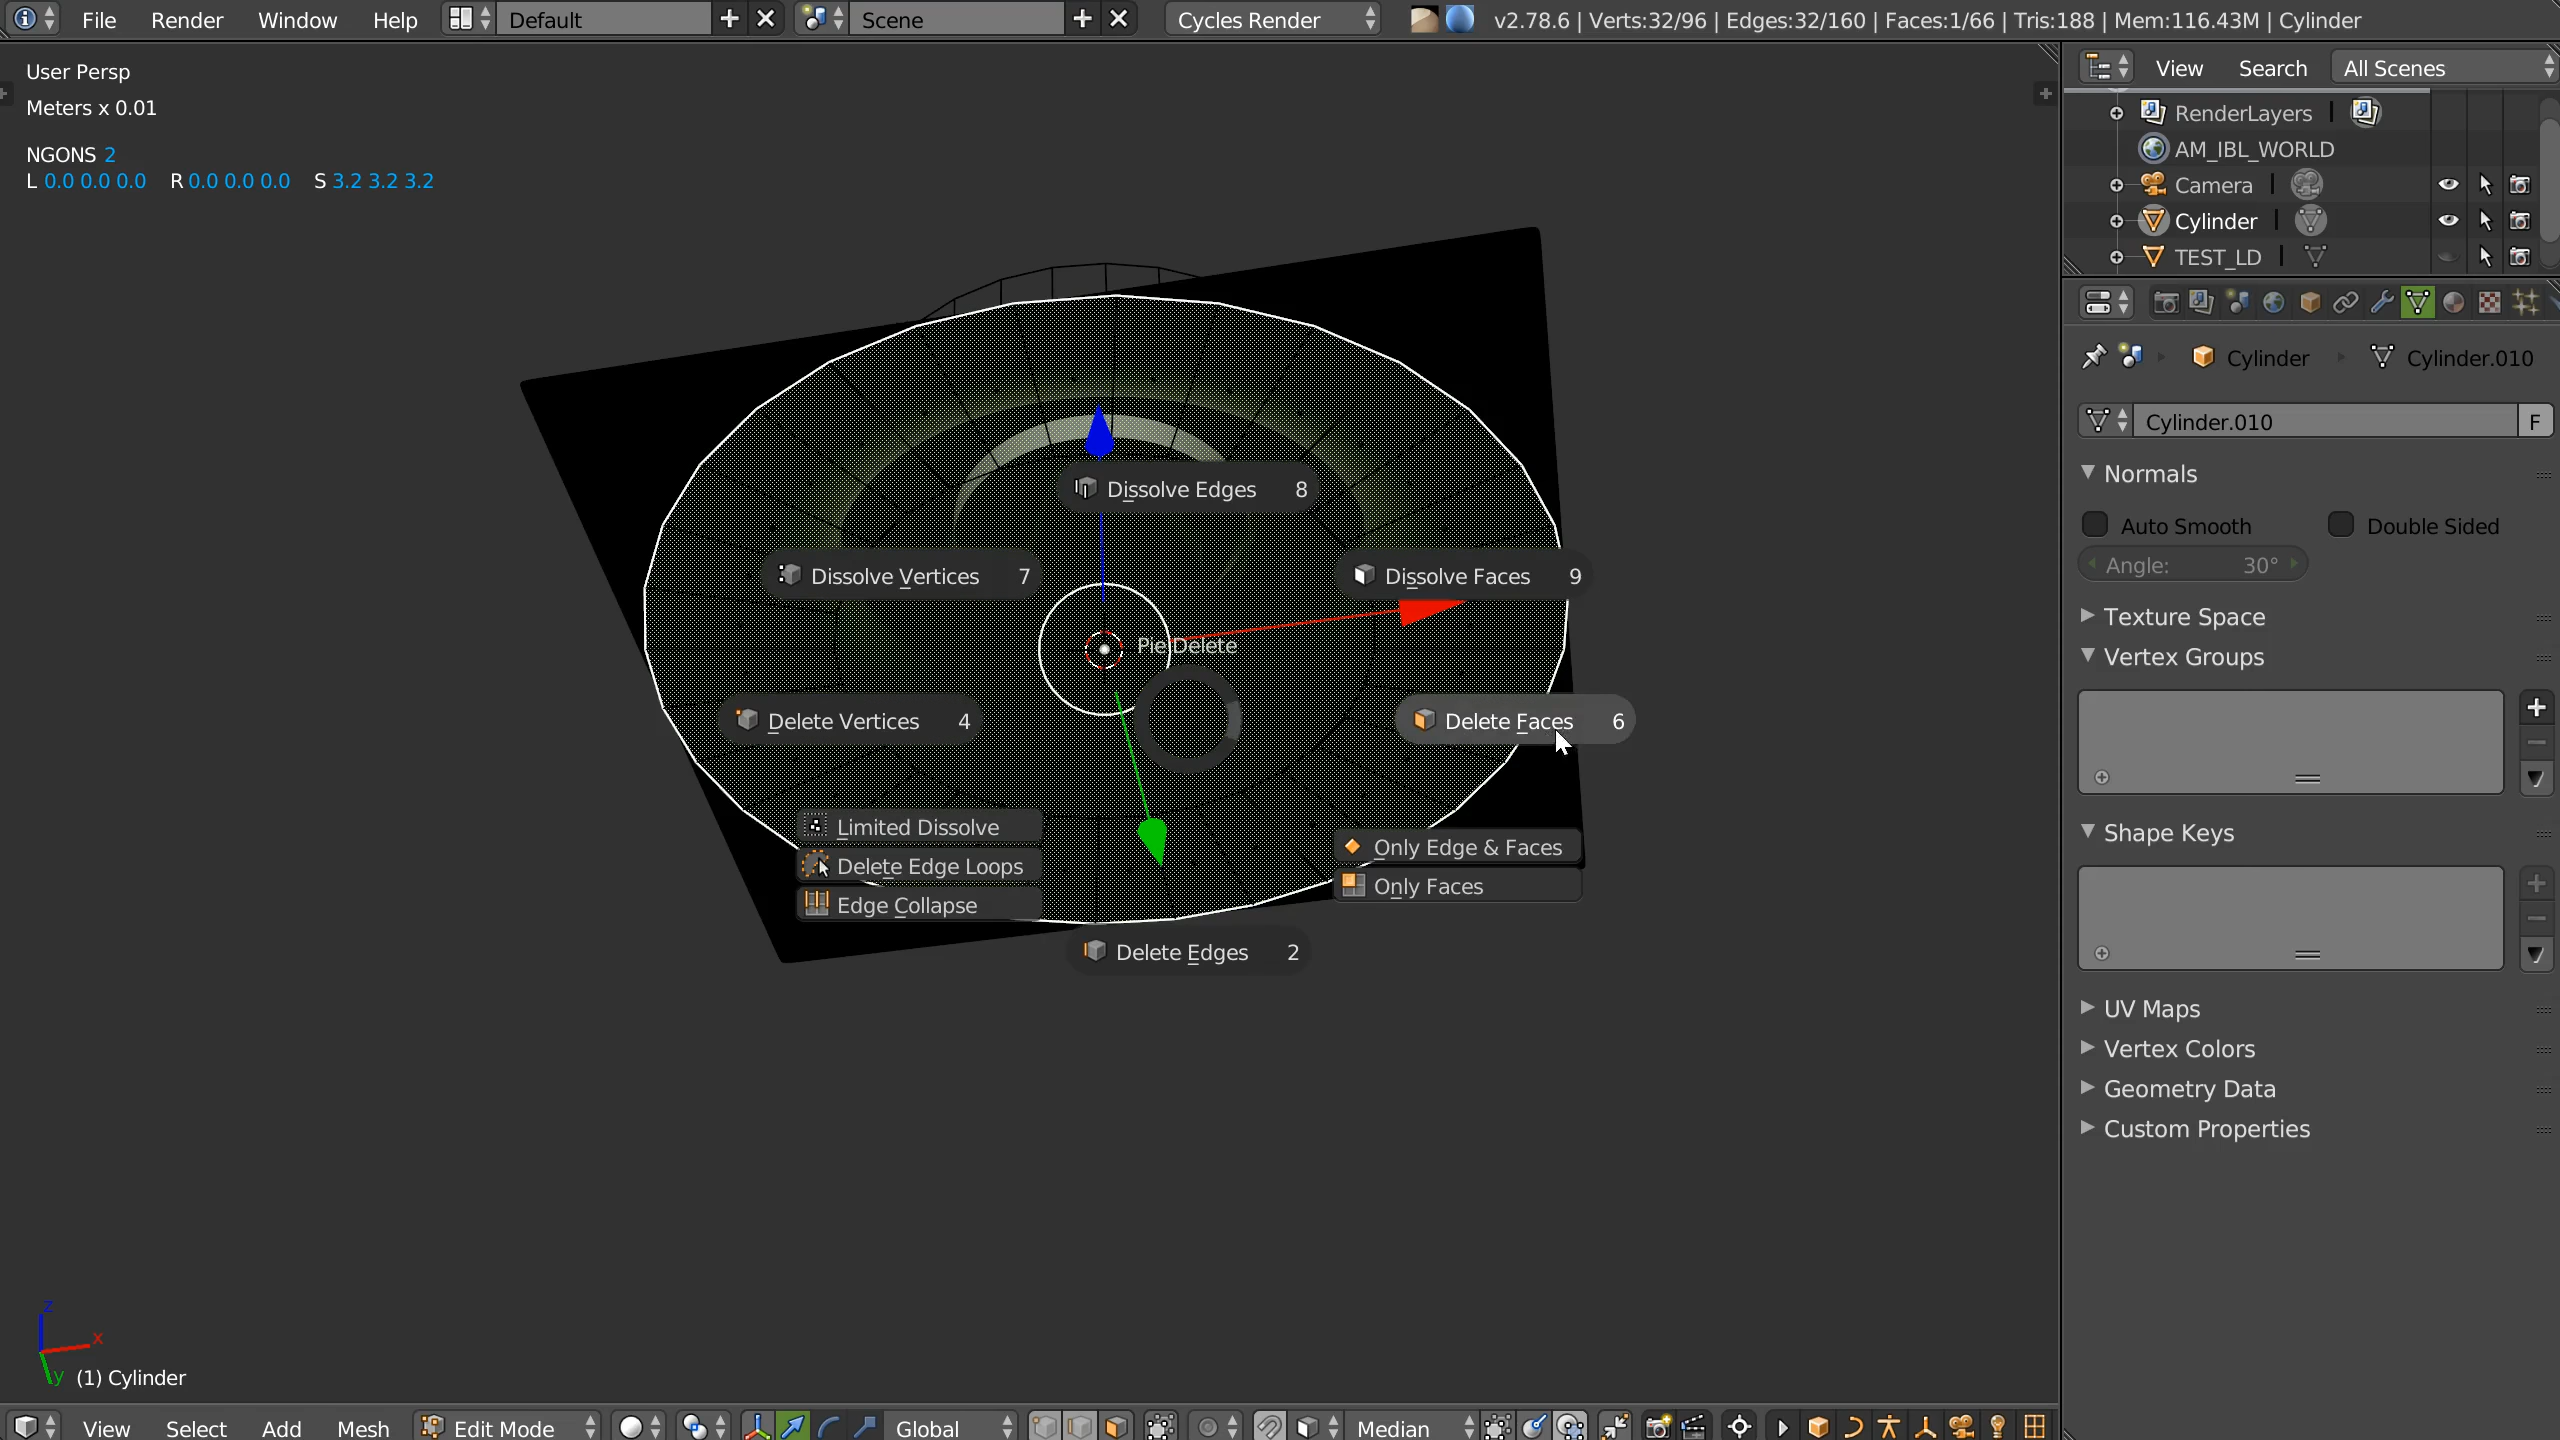 File Render Window Help Default Scene Cycles Render v2.78.6 | Verts:32/96 | Edges:32/160 | Faces:1/66 | Tris:188 | Mem:116.43M | Cylinder
User Persp
Meters x 0.01
NGONS 2
L 0.0 0.0 0.0 R 0.0 0.0 0.0 S 3.2 3.2 3.2
Dissolve Edges 8
Dissolve Vertices 7
Dissolve Faces 9
Pie Delete
Delete Vertices 4
Delete Faces 6
Limited Dissolve
Delete Edge Loops
Edge Collapse
Only Edge & Faces
Only Faces
Delete Edges 2
z
x
y
(1) Cylinder
View Select Add Mesh Edit Mode Global Median
View Search All Scenes
RenderLayers
AM_IBL_WORLD
Camera
Cylinder
TEST_LD
Cylinder Cylinder.010
Cylinder.010 F
Normals
Auto Smooth Double Sided
Angle: 30°
Texture Space
Vertex Groups
Shape Keys
UV Maps
Vertex Colors
Geometry Data
Custom Properties